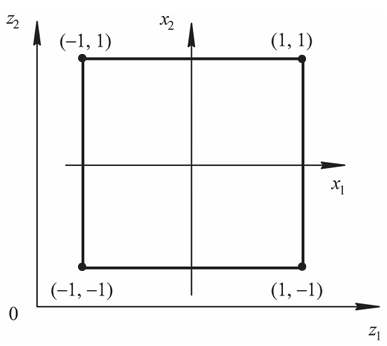 z₂
x₂
(−1, 1)
(1, 1)
x₁
(−1, −1)
(1, −1)
0
z₁